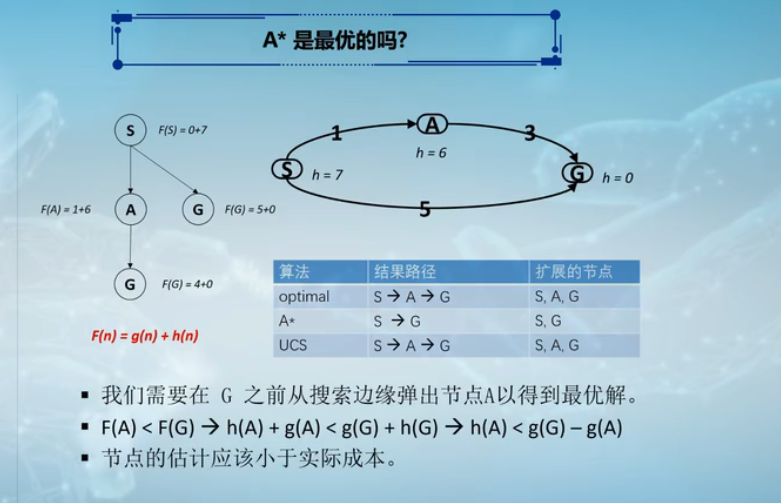 A* 是最优的吗?
S F(S) = 0+7
F(A) = 1+6 A G F(G) = 5+0
G F(G) = 4+0
F(n) = g(n) + h(n)
1 A 3
h = 6
S h = 7
G h = 0
5
算法 结果路径 扩展的节点
optimal S → A → G S, A, G
A* S → G S, G
UCS S → A → G S, A, G
▪ 我们需要在 G 之前从搜索边缘弹出节点A以得到最优解。
▪ F(A) < F(G) → h(A) + g(A) < g(G) + h(G) → h(A) < g(G) – g(A)
▪ 节点的估计应该小于实际成本。